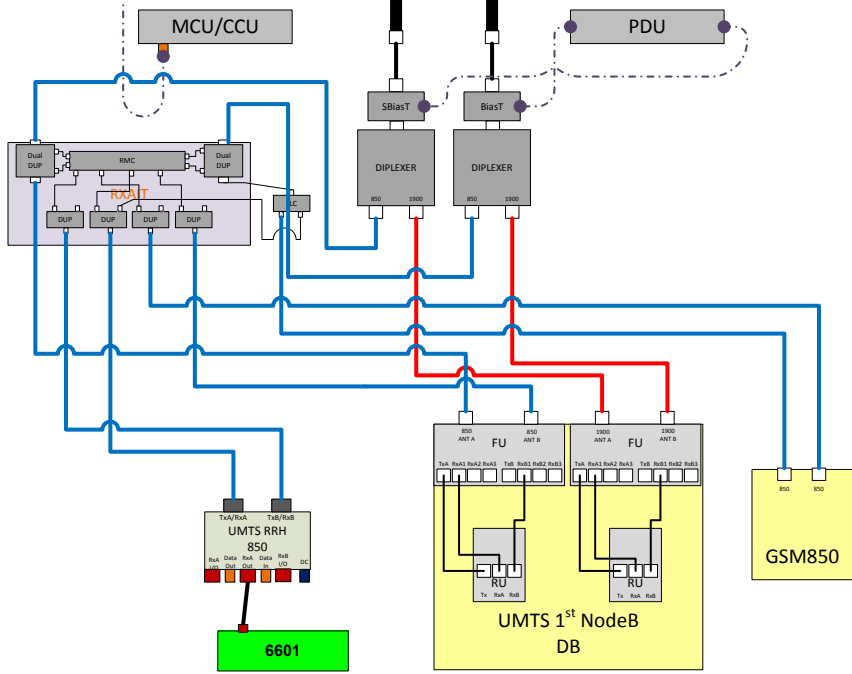 MCU/CCU
PDU
SBiasT
BiasT
DIPLEXER
850 1900
DIPLEXER
850 1900
Dual
DUP
RMC
Dual
DUP
RXAIT
LC
DUP
DUP
DUP
DUP
850
ANT A
FU
850
ANT B
1900
ANT A
FU
1900
ANT B
TxA RxA1 RxA2 RxA3 TxB RxB1 RxB2 RxB3
TxA RxA1 RxA2 RxA3 TxB RxB1 RxB2 RxB3
850 850
GSM850
TxA/RxA TxB/RxB
UMTS RRH
850
RxA
I/O
Data
Out
RxA
Out
Data
In
RxB
I/O
DC
6601
RU
Tx RxA RxB
RU
Tx RxA RxB
UMTS 1st NodeB
DB